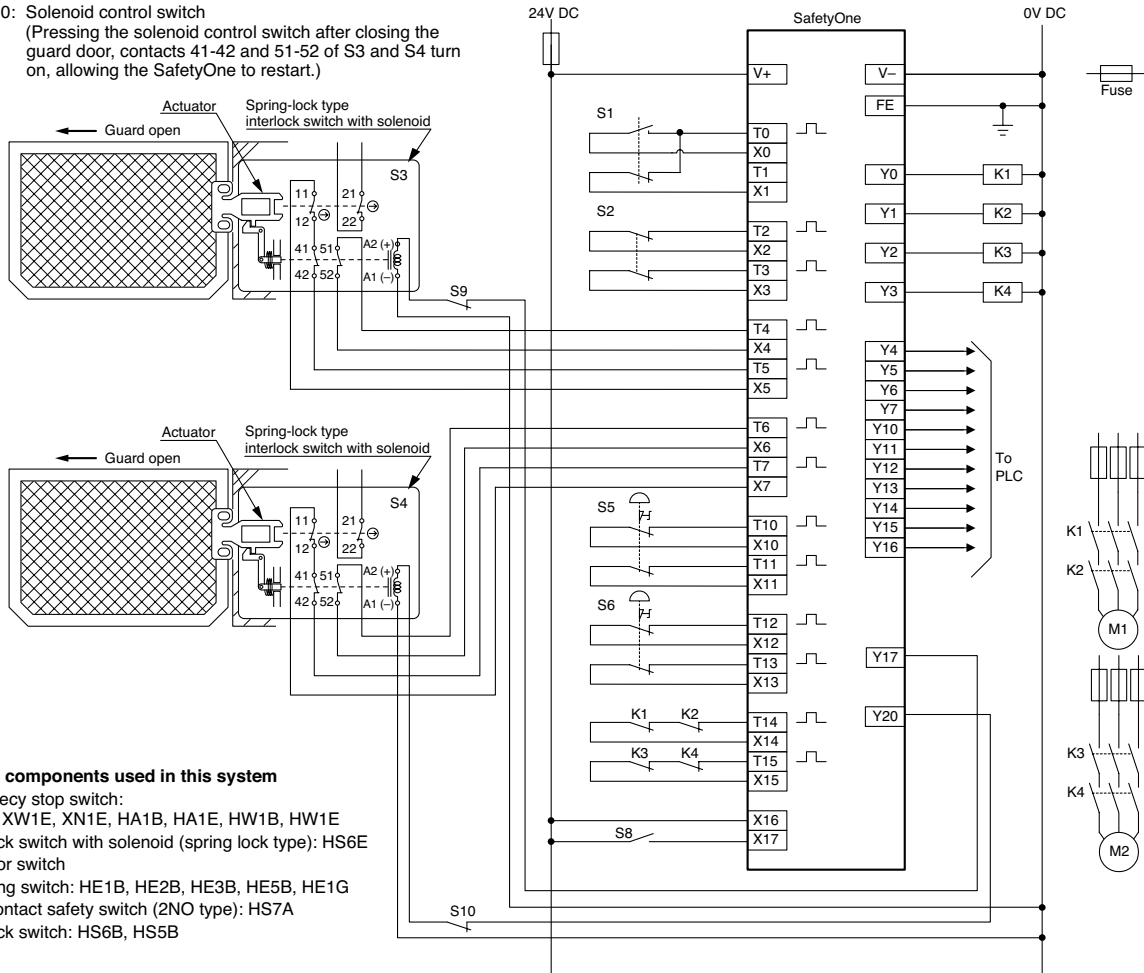 0: Solenoid control switch
(Pressing the solenoid control switch after closing the
guard door, contacts 41-42 and 51-52 of S3 and S4 turn
on, allowing the SafetyOne to restart.)
24V DC
SafetyOne
0V DC
Fuse
V+
V–
FE
Actuator
Spring-lock type
interlock switch with solenoid
Guard open
S3
11
21
12
22
41 51
A2 (+)
42 52
A1 (–)
S9
S1
T0
X0
T1
X1
S2
T2
X2
T3
X3
T4
X4
T5
X5
T6
X6
T7
X7
Y0
K1
Y1
K2
Y2
K3
Y3
K4
Y4
Y5
Y6
Y7
Y10
Y11
Y12
Y13
Y14
Y15
Y16
To
PLC
Actuator
Spring-lock type
interlock switch with solenoid
Guard open
S4
11
21
12
22
41 51
A2 (+)
42 52
A1 (–)
S5
T10
X10
T11
X11
S6
T12
X12
T13
X13
Y17
Y20
K1
K2
T14
X14
K3
K4
T15
X15
X16
S8
X17
S10
K1
K2
M1
K3
K4
M2
components used in this system
ecy stop switch:
XW1E, XN1E, HA1B, HA1E, HW1B, HW1E
ck switch with solenoid (spring lock type): HS6E
or switch
ng switch: HE1B, HE2B, HE3B, HE5B, HE1G
ontact safety switch (2NO type): HS7A
ck switch: HS6B, HS5B